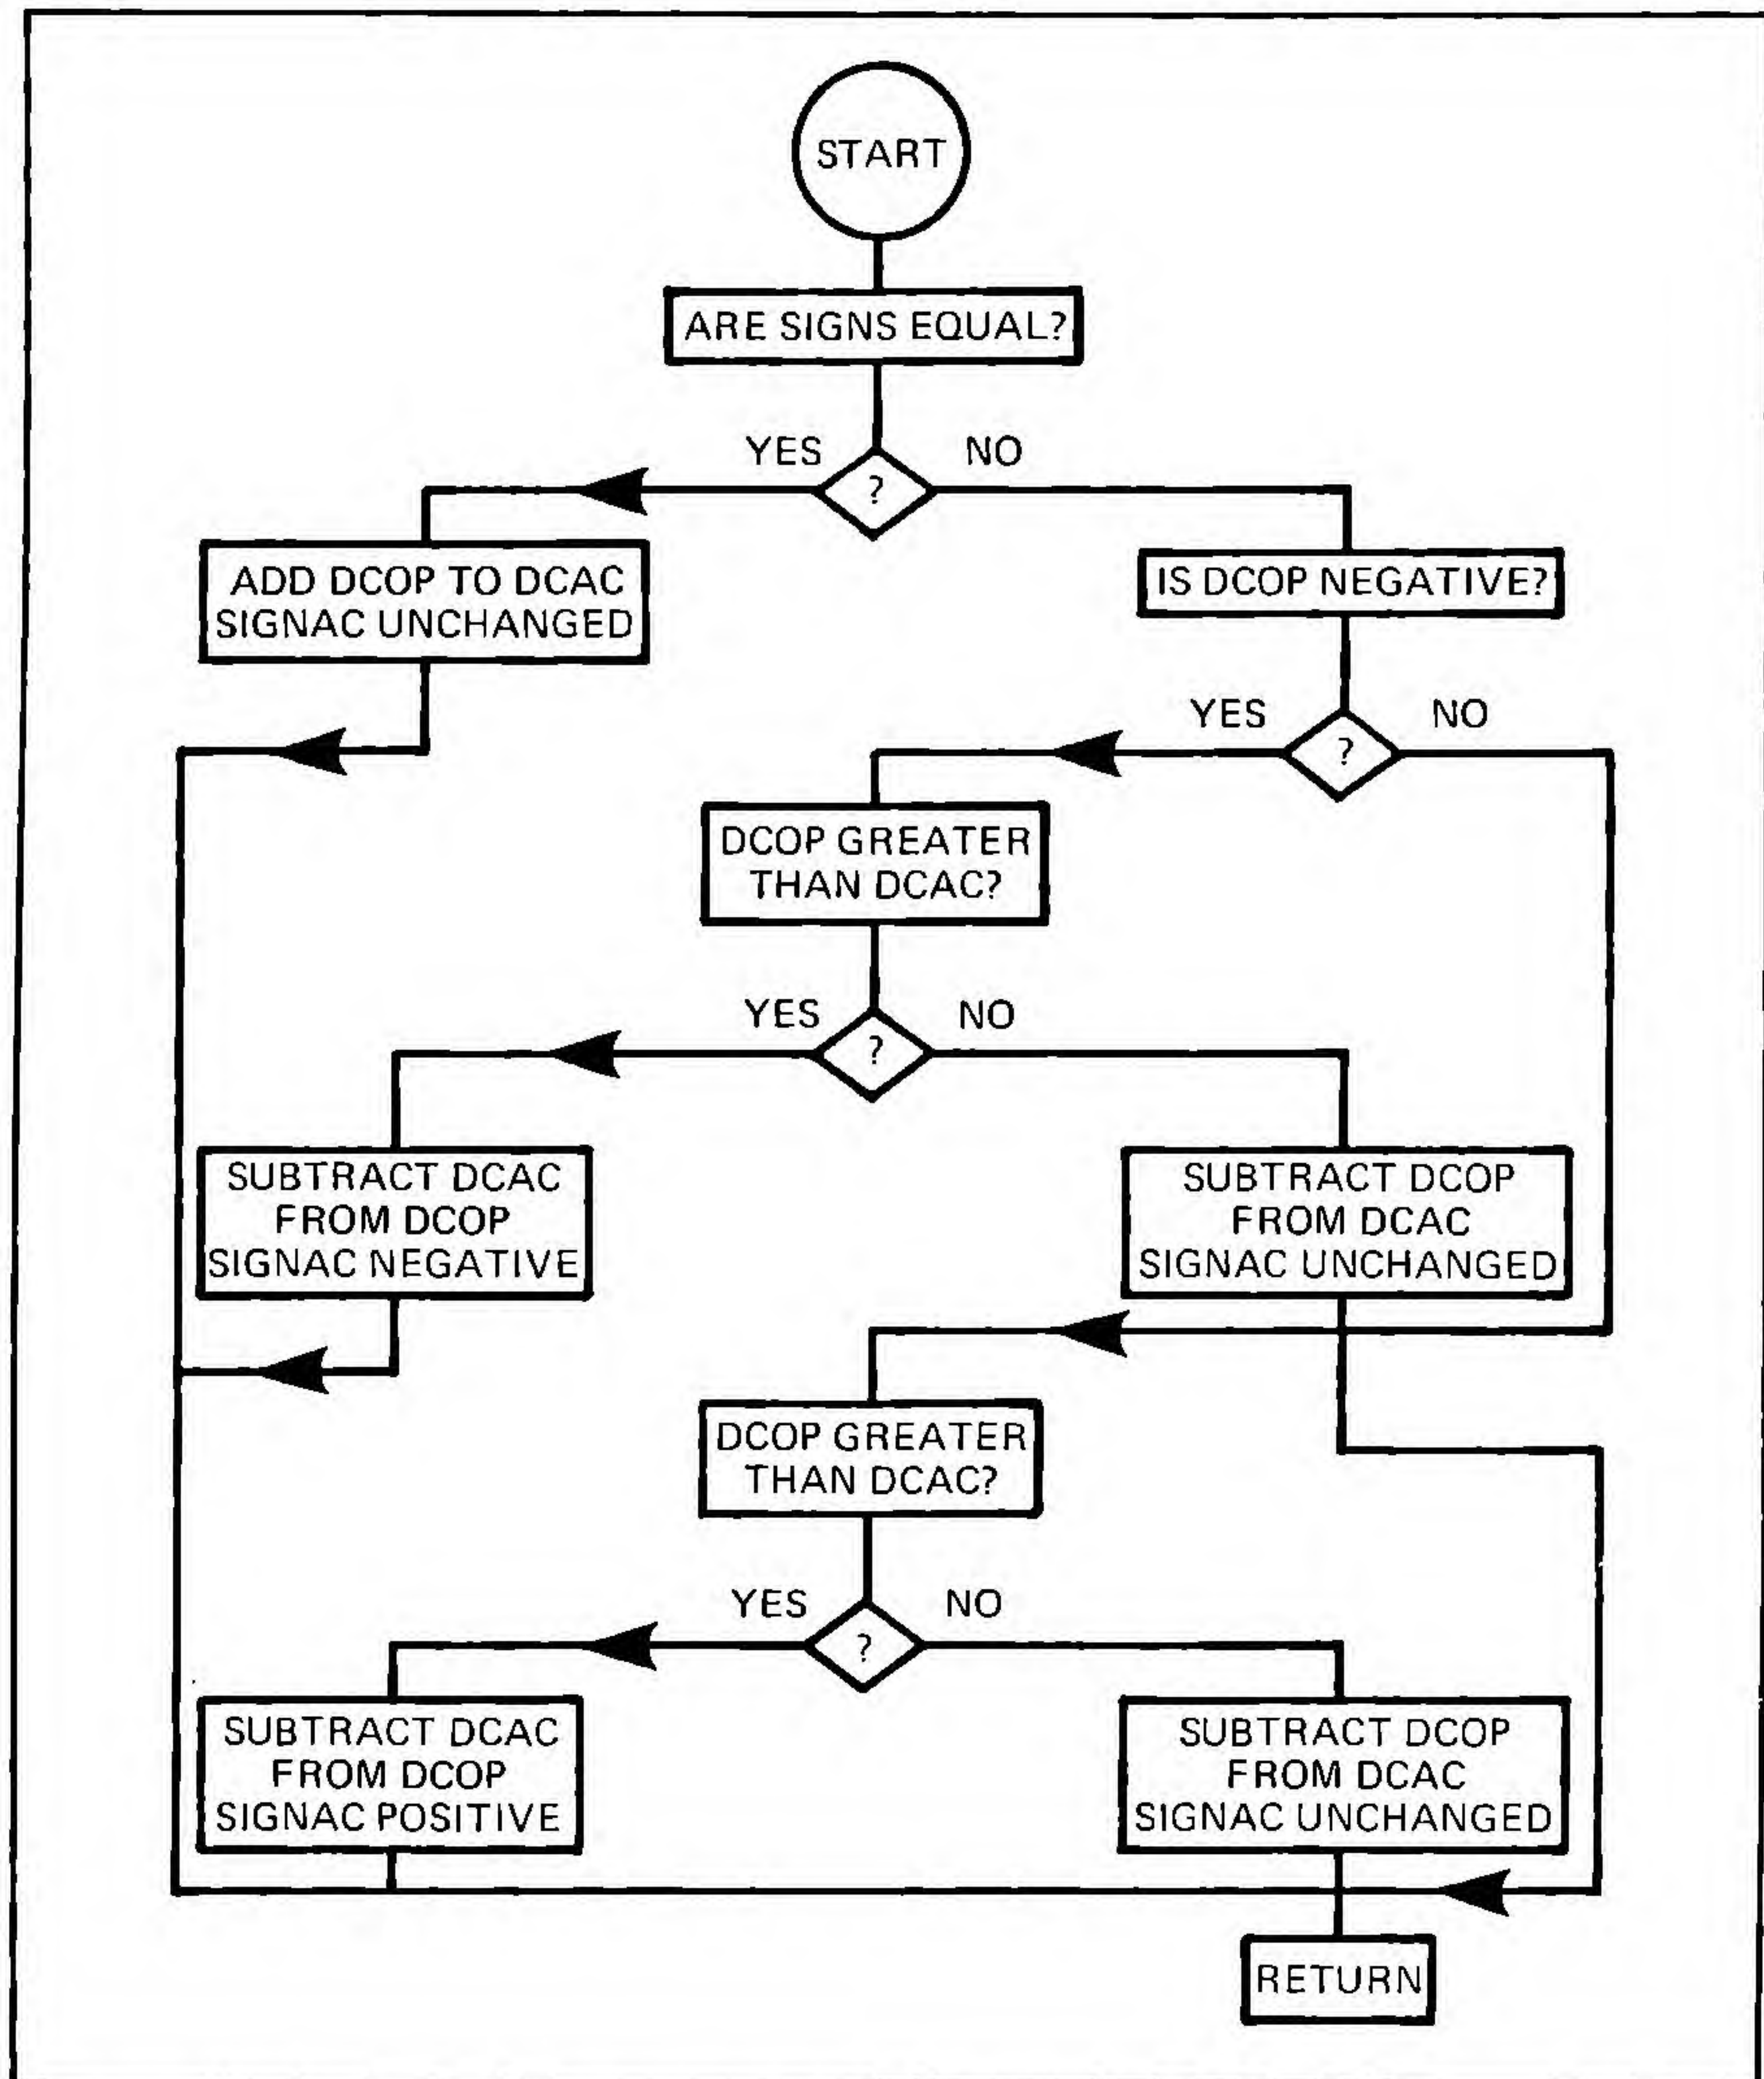 START
ARE SIGNS EQUAL?
YES
NO
?
ADD DCOP TO DCAC
SIGNAC UNCHANGED
IS DCOP NEGATIVE?
YES
NO
?
DCOP GREATER
THAN DCAC?
YES
NO
?
SUBTRACT DCAC
FROM DCOP
SIGNAC NEGATIVE
SUBTRACT DCOP
FROM DCAC
SIGNAC UNCHANGED
DCOP GREATER
THAN DCAC?
YES
NO
?
SUBTRACT DCAC
FROM DCOP
SIGNAC POSITIVE
SUBTRACT DCOP
FROM DCAC
SIGNAC UNCHANGED
RETURN